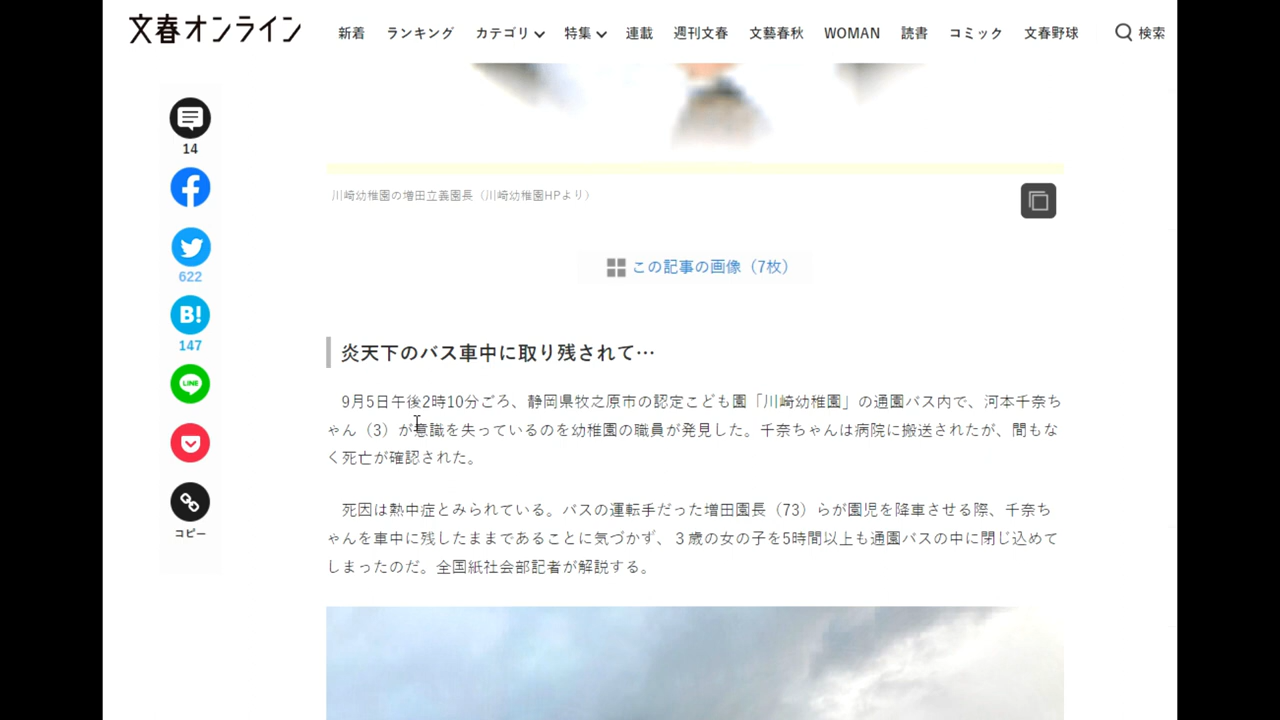 文春オンライン
新着 ランキング カテゴリ 特集 連載 週刊文春 文藝春秋 WOMAN 読書 コミック 文春野球 検索
14
622
B!
147
LINE
コピー
川崎幼稚園の増田立義園長（川崎幼稚園HPより）
この記事の画像（7枚）
炎天下のバス車中に取り残されて…
9月5日午後2時10分ごろ、静岡県牧之原市の認定こども園「川崎幼稚園」の通園バス内で、河本千奈ち
ゃん（3）が意識を失っているのを幼稚園の職員が発見した。千奈ちゃんは病院に搬送されたが、間もな
く死亡が確認された。
死因は熱中症とみられている。バスの運転手だった増田園長（73）らが園児を降車させる際、千奈ち
ゃんを車中に残したままであることに気づかず、３歳の女の子を5時間以上も通園バスの中に閉じ込めて
しまったのだ。全国紙社会部記者が解説する。